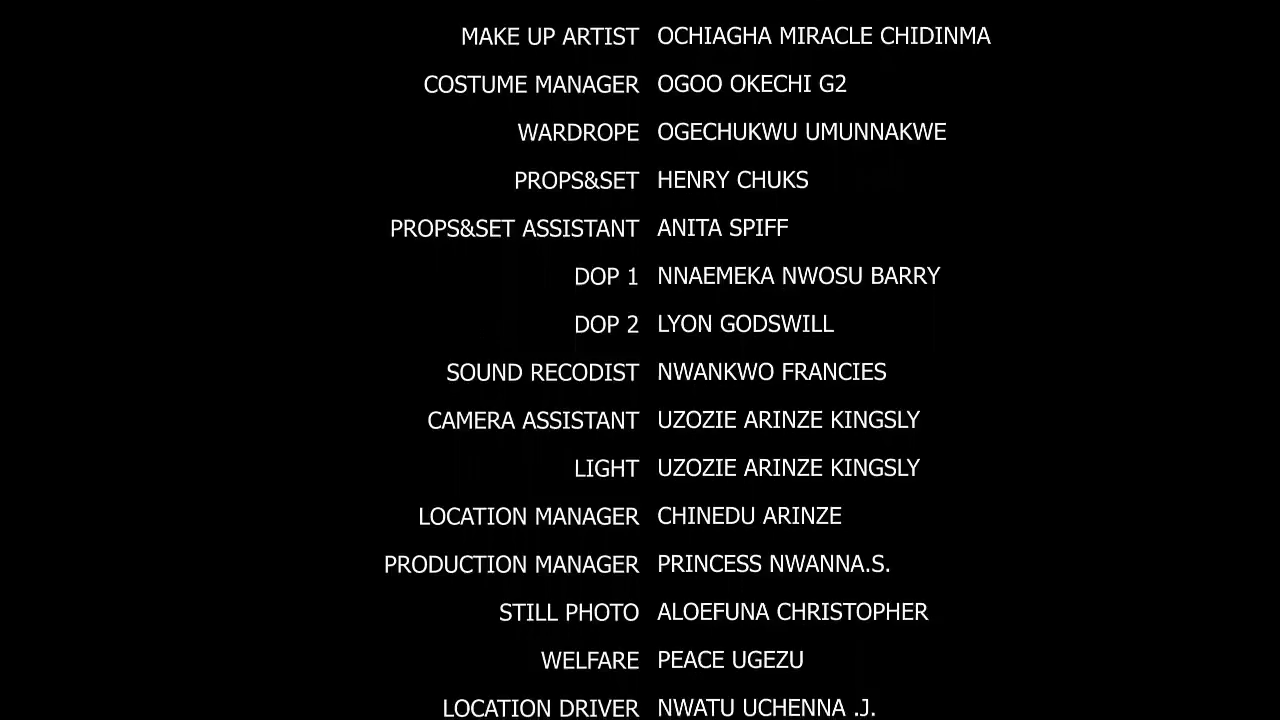 MAKE UP ARTIST OCHIAGHA MIRACLE CHIDINMA
COSTUME MANAGER OGOO OKECHI G2
WARDROPE OGECHUKWU UMUNNAKWE
PROPS&SET HENRY CHUKS
PROPS&SET ASSISTANT ANITA SPIFF
DOP 1 NNAEMEKA NWOSU BARRY
DOP 2 LYON GODSWILL
SOUND RECODIST NWANKWO FRANCIES
CAMERA ASSISTANT UZOZIE ARINZE KINGSLY
LIGHT UZOZIE ARINZE KINGSLY
LOCATION MANAGER CHINEDU ARINZE
PRODUCTION MANAGER PRINCESS NWANNA.S.
STILL PHOTO ALOEFUNA CHRISTOPHER
WELFARE PEACE UGEZU
LOCATION DRIVER NWATU UCHENNA .J.